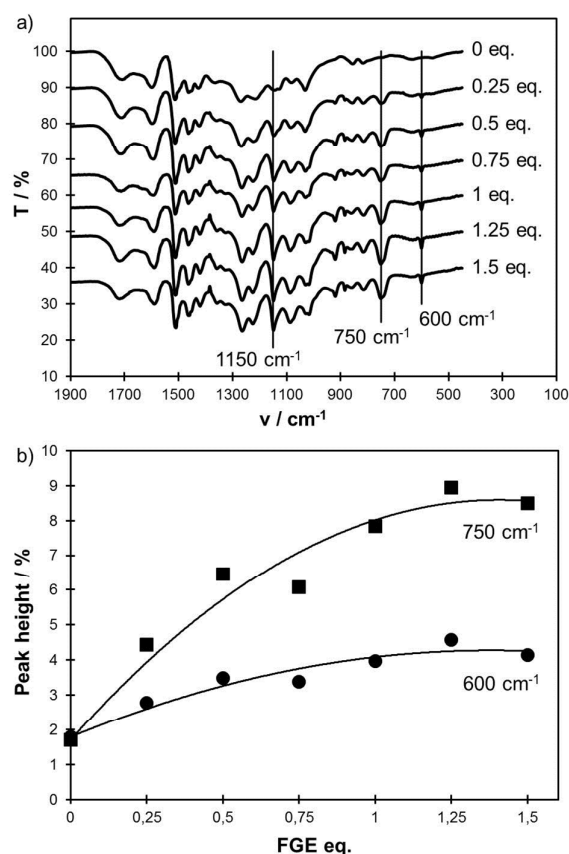 a)
100
90
80
70
60
50
40
30
20
10
T / %
0 eq.
0.25 eq.
0.5 eq.
0.75 eq.
1 eq.
1.25 eq.
1.5 eq.
1150 cm⁻¹
750 cm⁻¹
600 cm⁻¹
1900 1700 1500 1300 1100 900 700 500 300 100
ν / cm⁻¹
b)
10
9
8
7
6
5
4
3
2
1
0
Peak height / %
750 cm⁻¹
600 cm⁻¹
0 0,25 0,5 0,75 1 1,25 1,5
FGE eq.